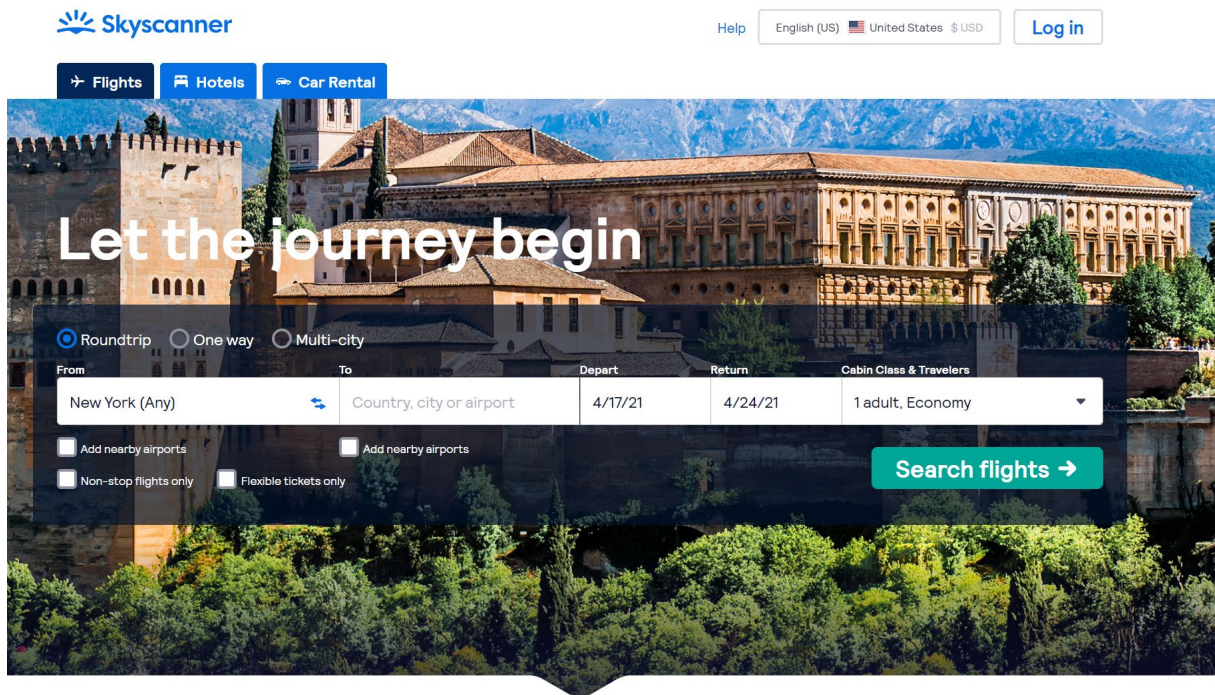 Skyscanner
Help English (US) United States $ USD Log in
Flights Hotels Car Rental
Let the journey begin
Roundtrip One way Multi-city
From To Depart Return Cabin Class & Travelers
New York (Any) Country, city or airport 4/17/21 4/24/21 1 adult, Economy
Add nearby airports Add nearby airports
Non-stop flights only Flexible tickets only
Search flights →